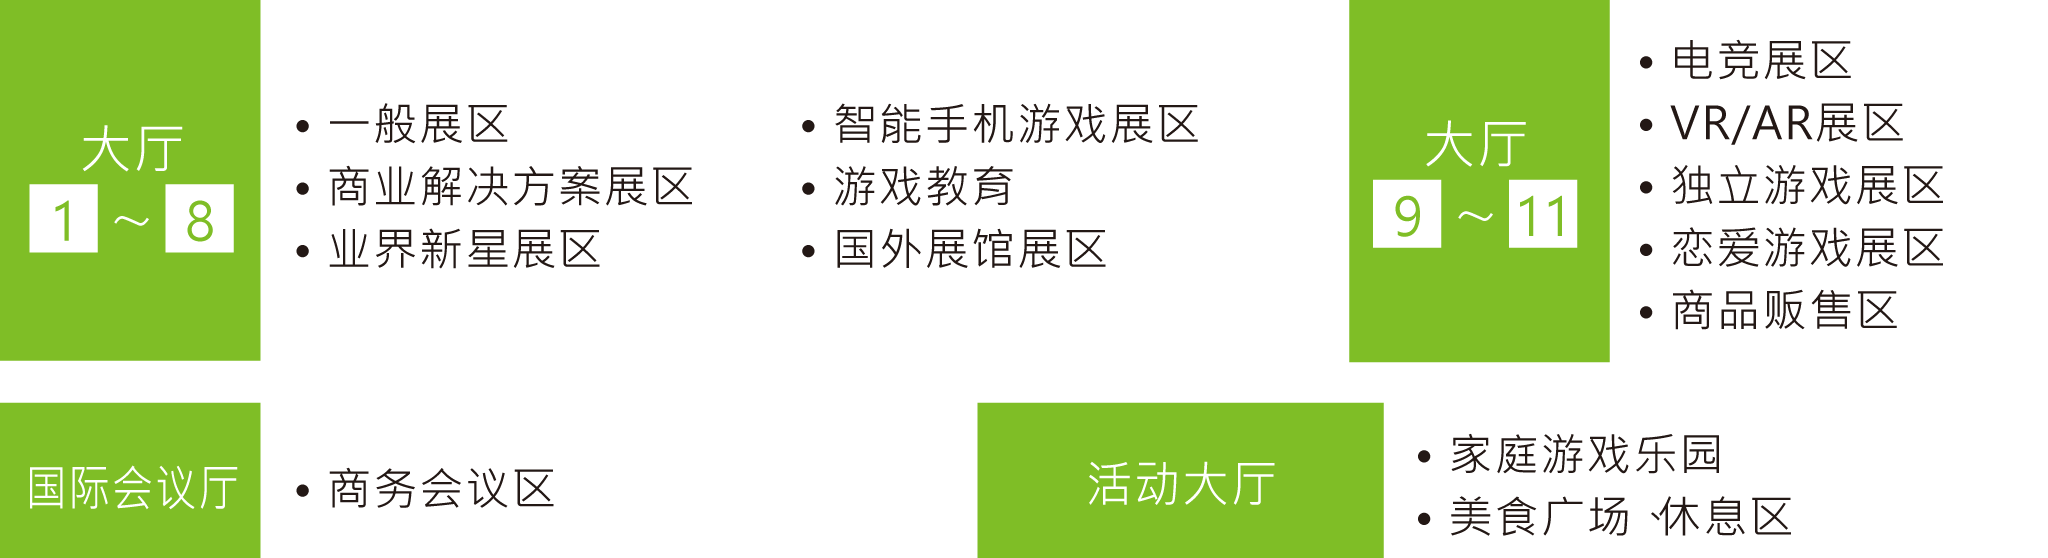 大厅
1 ～ 8
• 一般展区
• 商业解决方案展区
• 业界新星展区
• 智能手机游戏展区
• 游戏教育
• 国外展馆展区
大厅
9 ～ 11
• 电竞展区
• VR/AR展区
• 独立游戏展区
• 恋爱游戏展区
• 商品贩售区
国际会议厅
• 商务会议区
活动大厅
• 家庭游戏乐园
• 美食广场、休息区